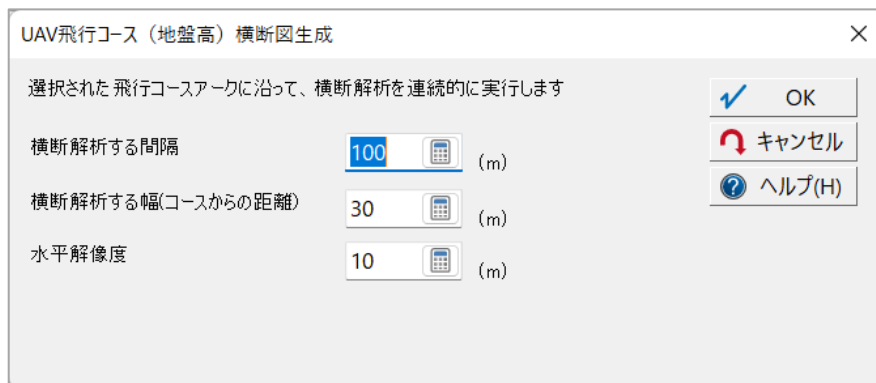 UAV飛行コース（地盤高）横断図生成
選択された飛行コースアークに沿って、横断解析を連続的に実行します
OK
横断解析する間隔
100
(m)
キャンセル
ヘルプ(H)
横断解析する幅(コースからの距離)
30
(m)
水平解像度
10
(m)